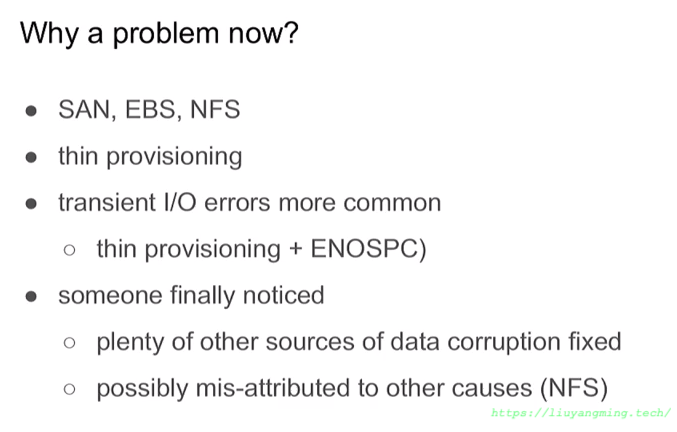 Why a problem now?
● SAN, EBS, NFS
● thin provisioning
● transient I/O errors more common
○ thin provisioning + ENOSPC)
● someone finally noticed
○ plenty of other sources of data corruption fixed
○ possibly mis-attributed to other causes (NFS)
https://liuyangming.tech/